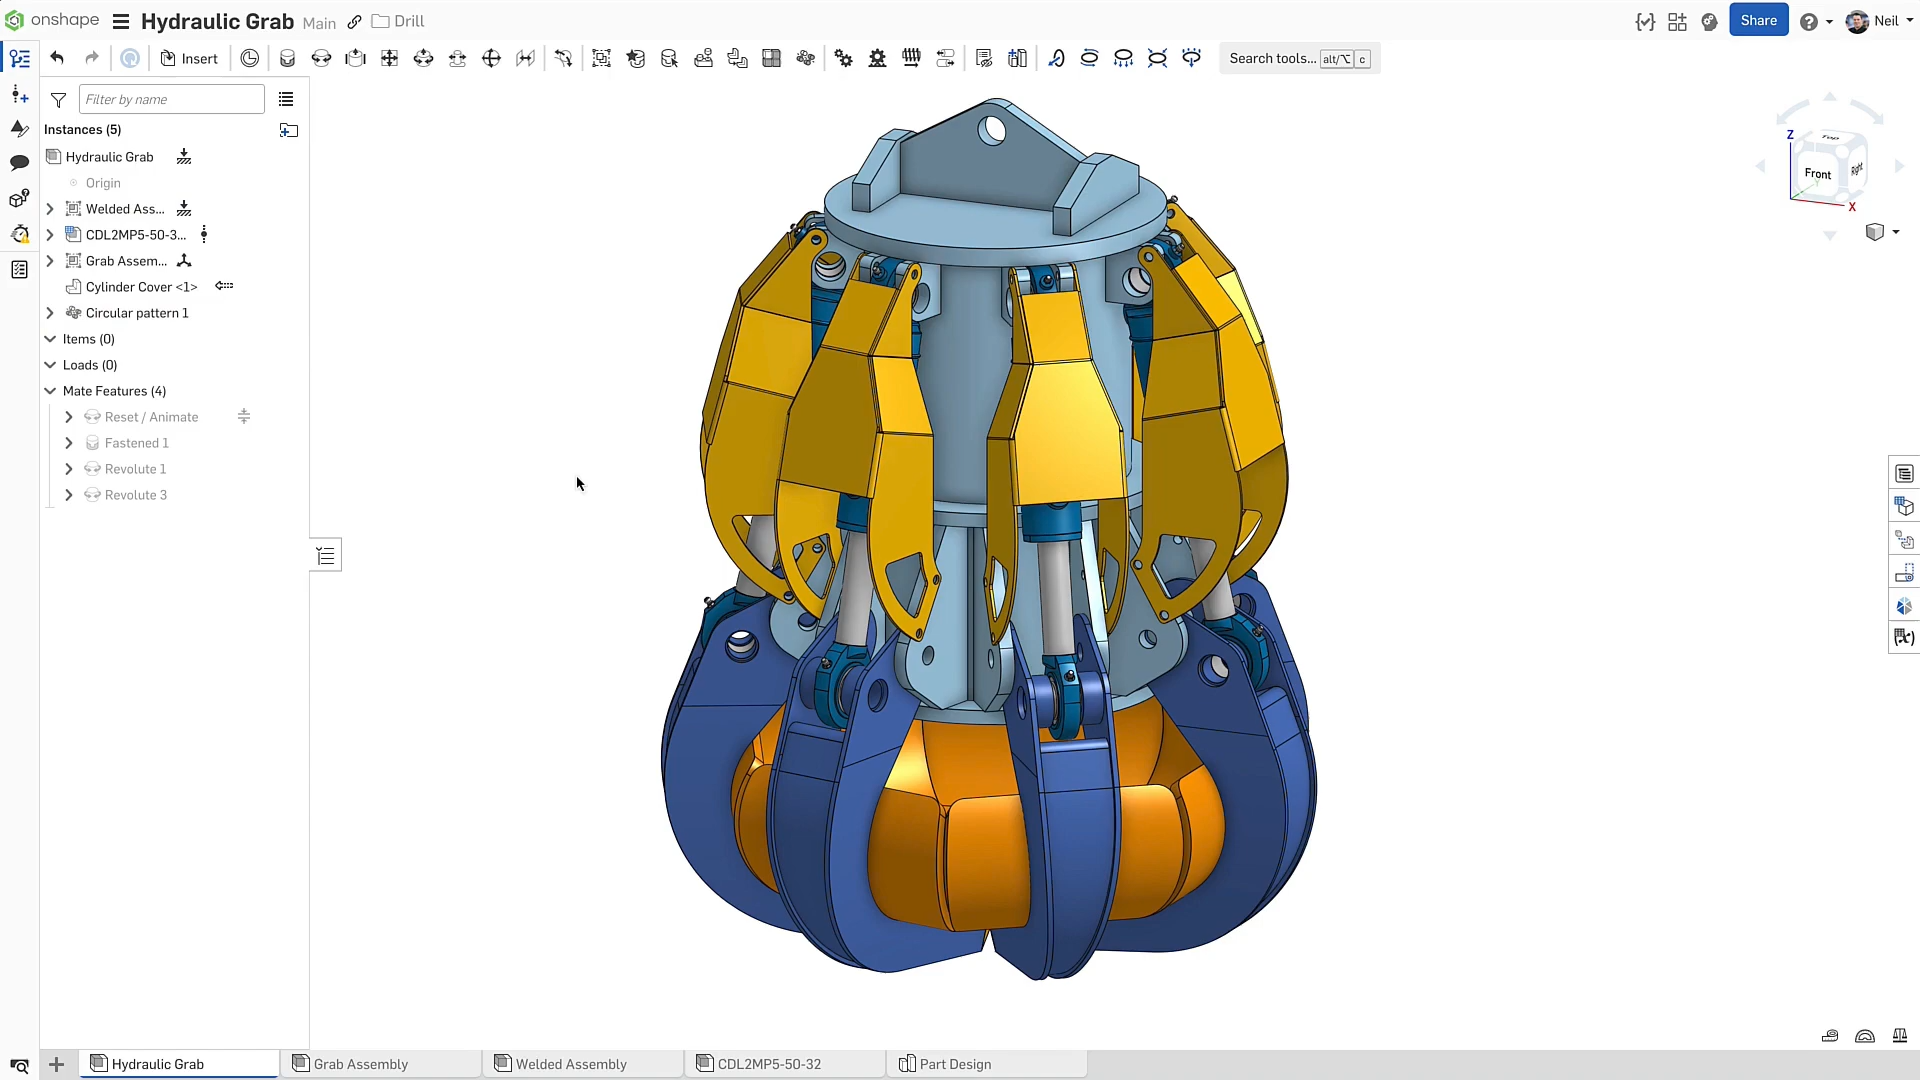 onshape Hydraulic Grab Main Drill
Share Neil
Insert Search tools... alt/⌥ c
Filter by name
Instances (5)
Hydraulic Grab
Origin
Welded Ass...
CDL2MP5-50-3...
Grab Assem...
Cylinder Cover <1>
Circular pattern 1
Items (0)
Loads (0)
Mate Features (4)
Reset / Animate
Fastened 1
Revolute 1
Revolute 3
Z
Top
Front
Right
Y
X
Hydraulic Grab
Grab Assembly
Welded Assembly
CDL2MP5-50-32
Part Design